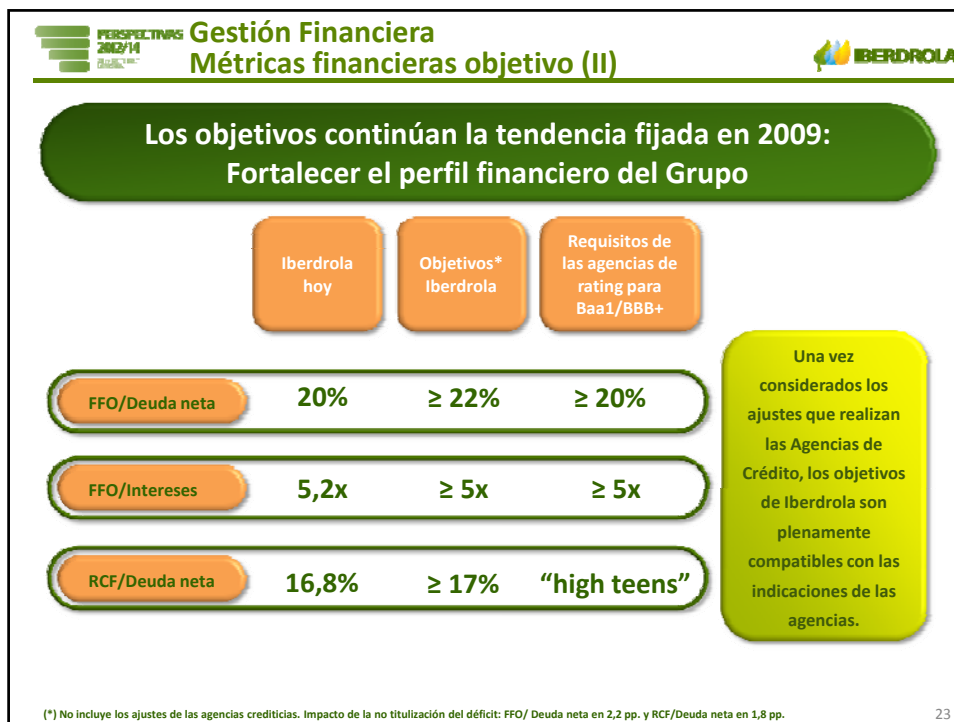 PERSPECTIVAS
2012/14
Gestión Financiera
Métricas financieras objetivo (II)
IBERDROLA
Los objetivos continúan la tendencia fijada en 2009:
Fortalecer el perfil financiero del Grupo
Iberdrola
hoy
Objetivos*
Iberdrola
Requisitos de
las agencias de
rating para
Baa1/BBB+
FFO/Deuda neta 20% ≥ 22% ≥ 20%
FFO/Intereses 5,2x ≥ 5x ≥ 5x
RCF/Deuda neta 16,8% ≥ 17% “high teens”
Una vez
considerados los
ajustes que realizan
las Agencias de
Crédito, los objetivos
de Iberdrola son
plenamente
compatibles con las
indicaciones de las
agencias.
(*) No incluye los ajustes de las agencias crediticias. Impacto de la no titulización del déficit: FFO/ Deuda neta en 2,2 pp. y RCF/Deuda neta en 1,8 pp.
23